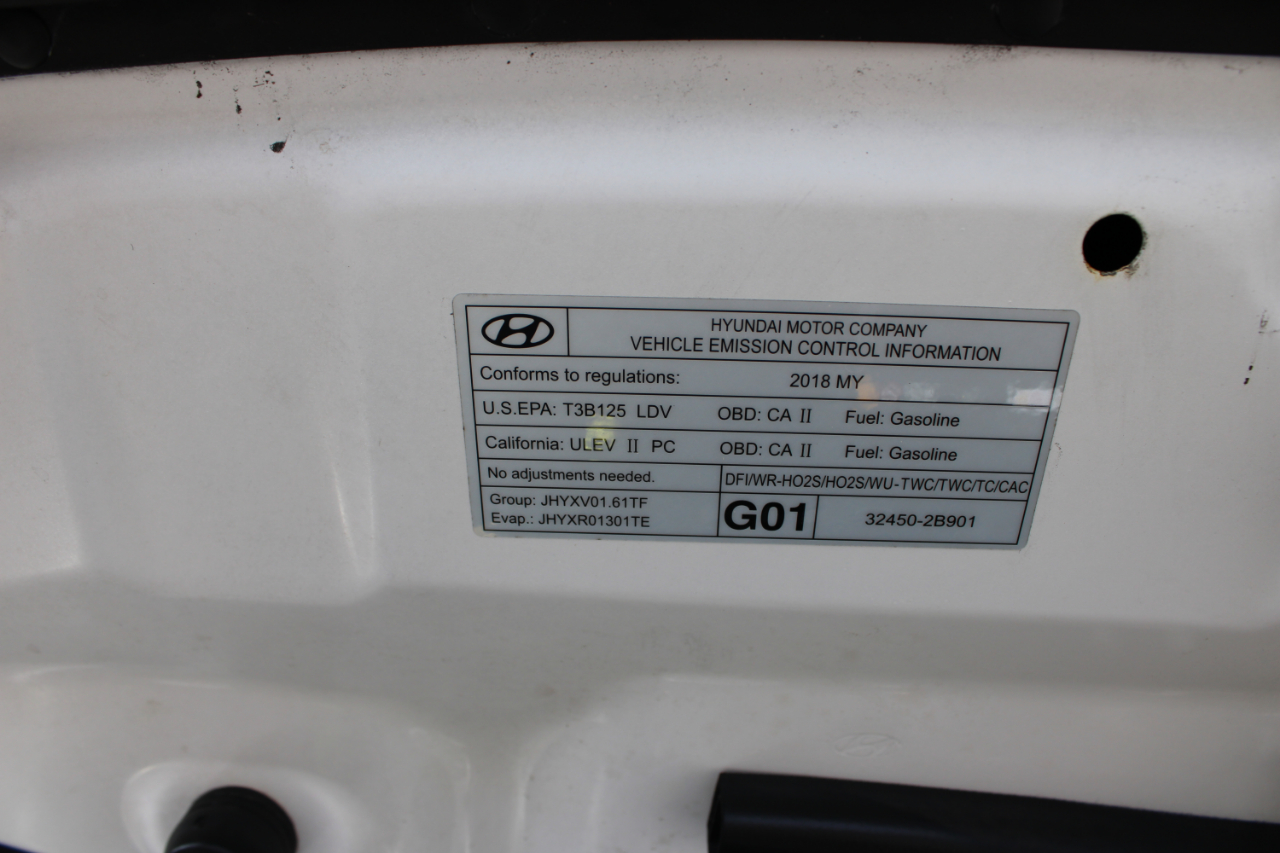 HYUNDAI MOTOR COMPANY
VEHICLE EMISSION CONTROL INFORMATION
Conforms to regulations: 2018 MY
U.S.EPA: T3B125 LDV OBD: CA II Fuel: Gasoline
California: ULEV II PC OBD: CA II Fuel: Gasoline
No adjustments needed. DFI/WR-HO2S/HO2S/WU-TWC/TWC/TC/CAC
Group: JHYXV01.61TF
Evap.: JHYXR01301TE
G01 32450-2B901